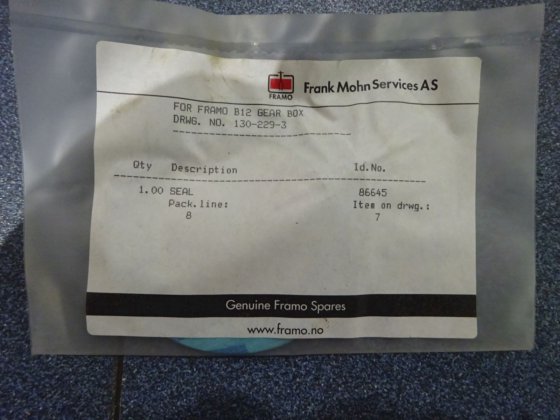 FRAMO
Frank Mohn Services AS
FOR FRAMO B12 GEAR BOX
DRWG. NO. 130-229-3
Qty Description Id.No.
1.00 SEAL 86645
Pack.line: Item on drwg.:
8 7
Genuine Framo Spares
www.framo.no